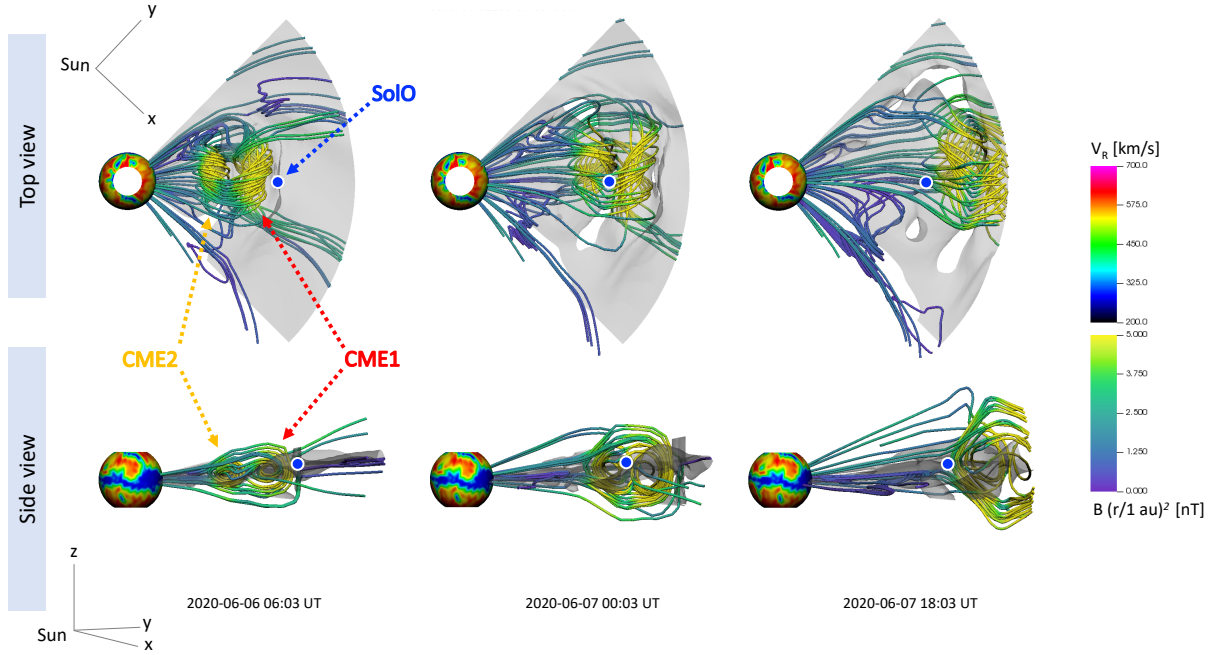 y
Sun
x
SolO
Top view
V_R [km/s]
700.0
575.0
450.0
325.0
200.0
CME2
CME1
5.000
3.750
2.500
1.250
0.000
B (r/1 au)² [nT]
Side view
z
y
Sun
x
2020-06-06 06:03 UT
2020-06-07 00:03 UT
2020-06-07 18:03 UT